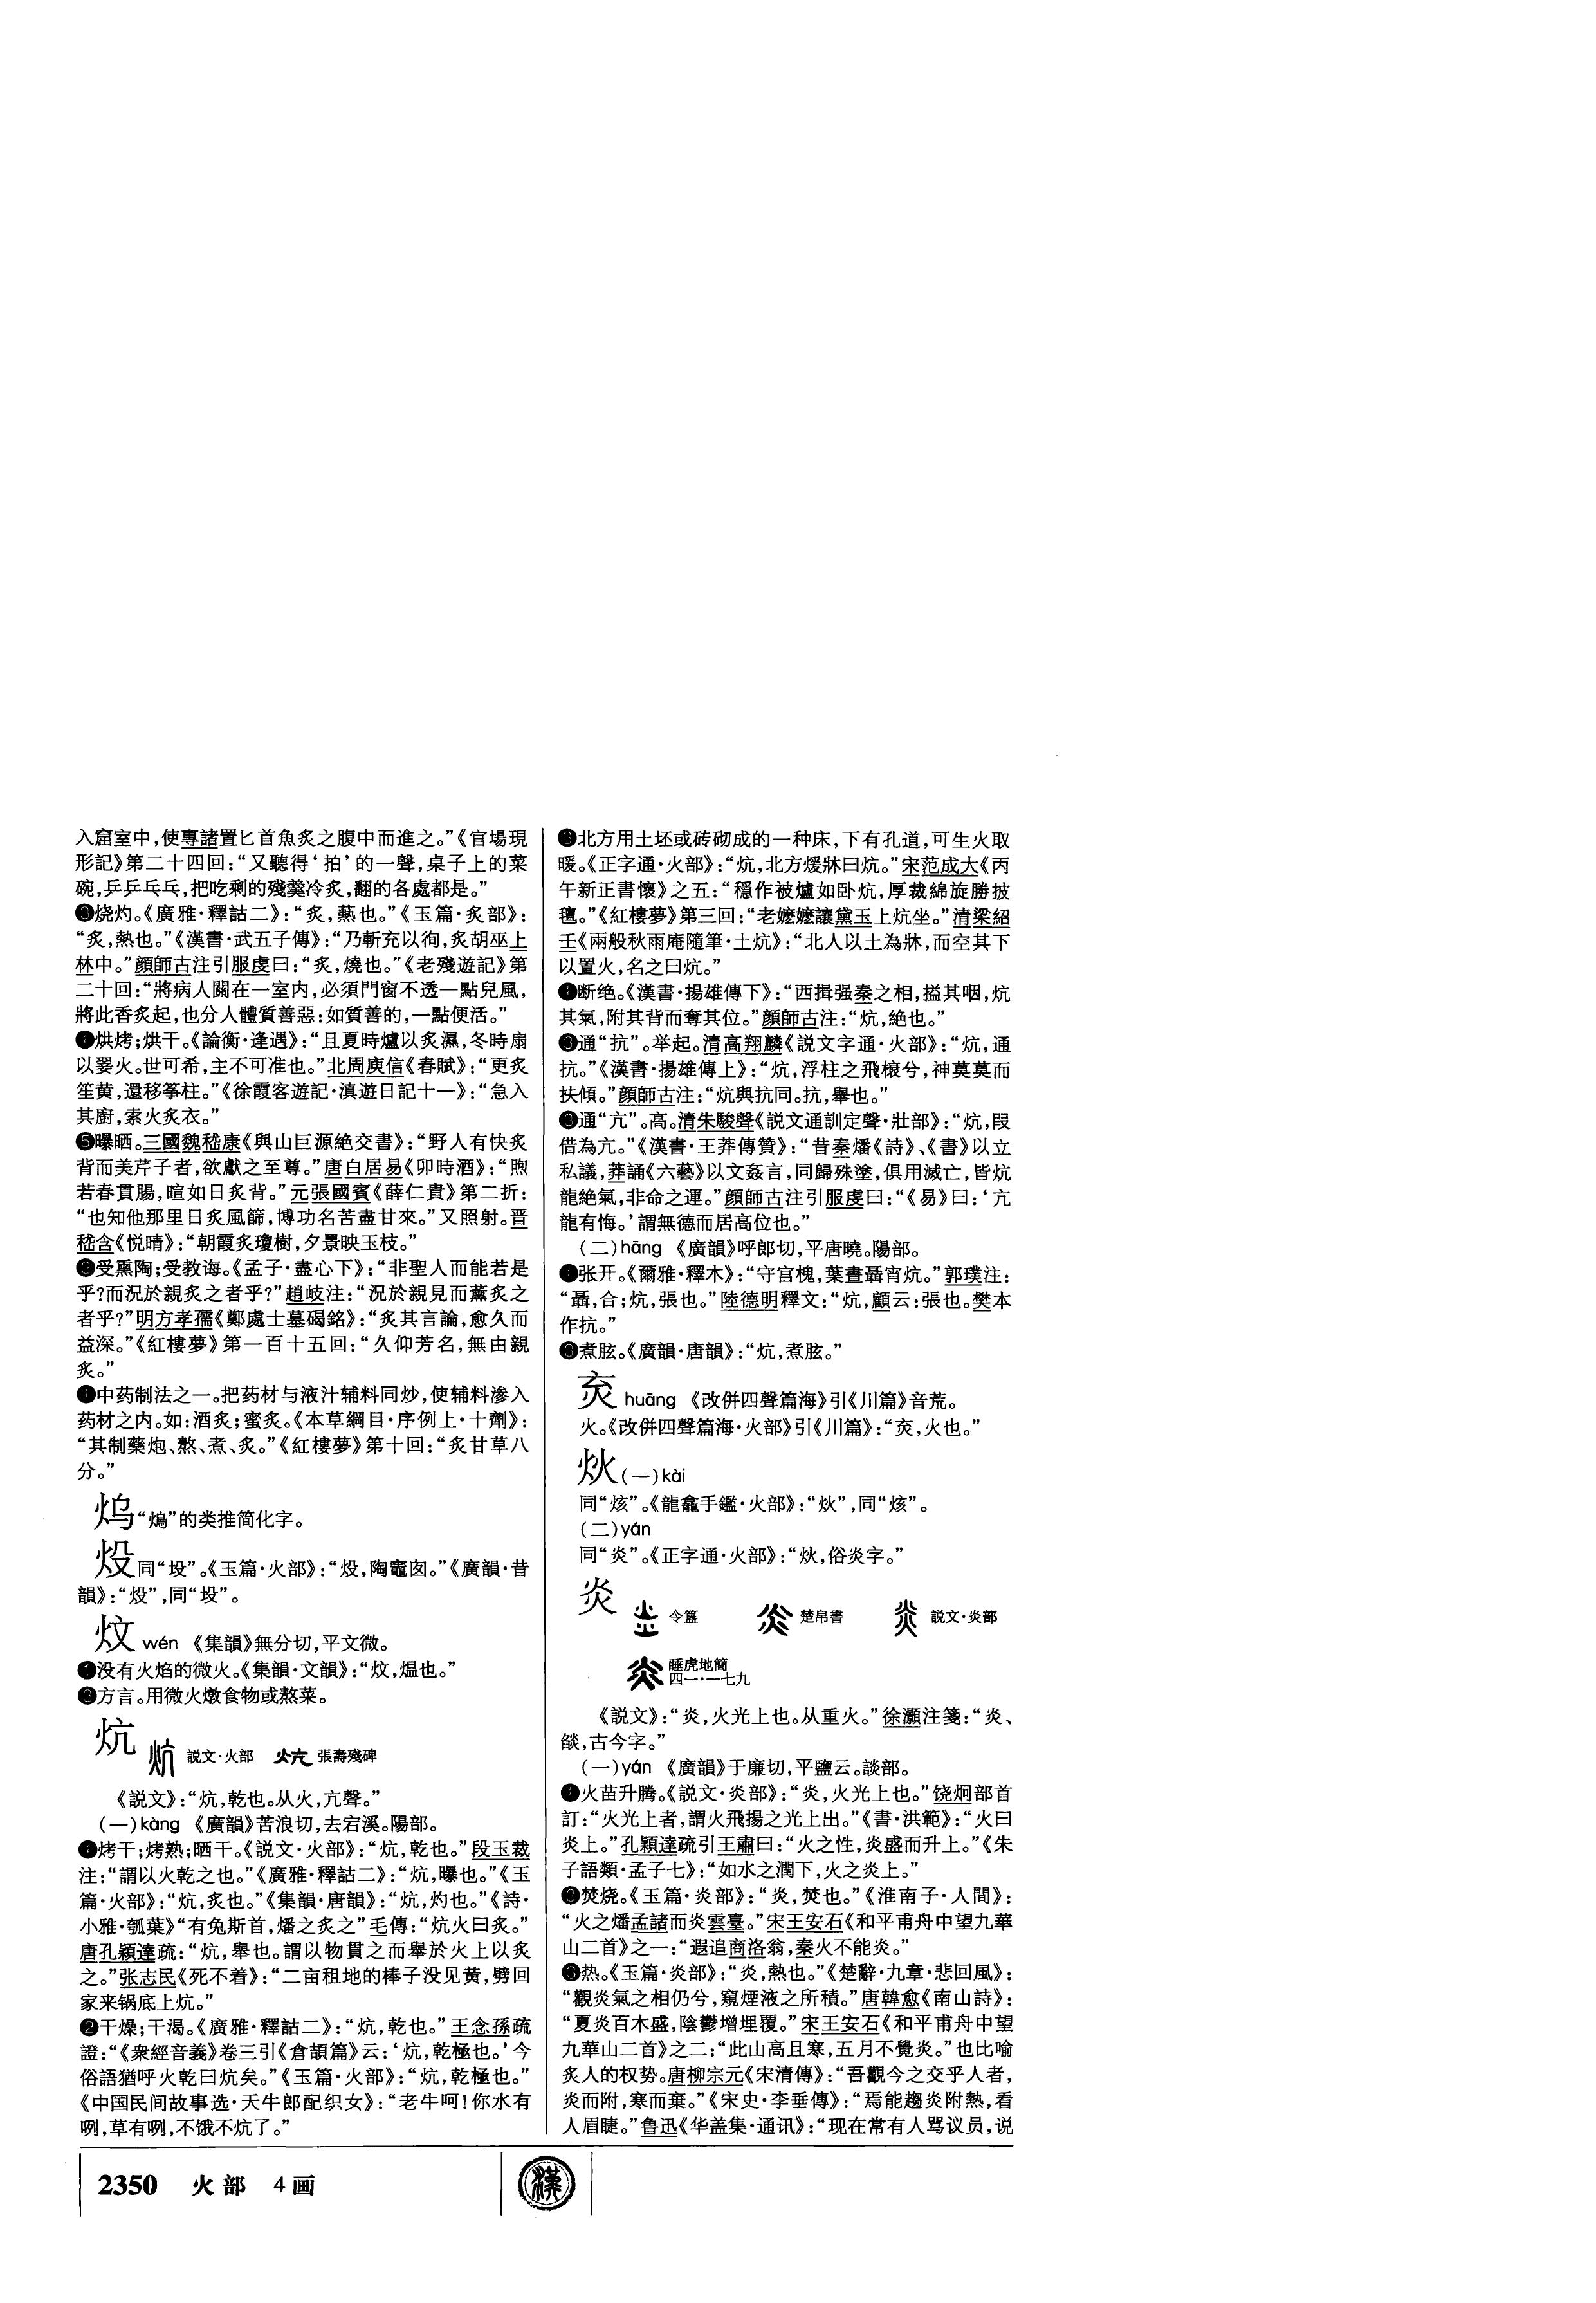 入窟室中,使專諸置匕首魚炙之腹中而進之。”《官場現
形記》第二十四回:“又聽得‘拍’的一聲,桌子上的菜
碗,乒乒乓乓,把吃剩的殘羹冷炙,翻的各處都是。”
❸烧灼。《廣雅·釋詁二》:“炙,爇也。”《玉篇·炙部》:
“炙,熱也。”《漢書·武五子傳》:“乃斬充以徇,炙胡巫上
林中。”顔師古注引服虔曰:“炙,燒也。”《老殘遊記》第
二十回:“將病人關在一室内,必須門窗不透一點兒風,
將此香炙起,也分人體質善惡:如質善的,一點便活。”
❹烘烤;烘干。《論衡·逢遇》:“且夏時爐以炙濕,冬時扇
以翣火。世可希,主不可准也。”北周庾信《春賦》:“更炙
笙黄,還移筝柱。”《徐霞客遊記·滇遊日記十一》:“急入
其廚,索火炙衣。”
❺曝晒。三國魏嵇康《與山巨源絶交書》:“野人有快炙
背而美芹子者,欲獻之至尊。”唐白居易《卯時酒》:“煦
若春貫腸,暄如日炙背。”元張國賓《薛仁貴》第二折:
“也知他那里日炙風篩,博功名苦盡甘來。”又照射。晋
嵇含《悦晴》:“朝霞炙瓊樹,夕景映玉枝。”
❻受熏陶;受教诲。《孟子·盡心下》:“非聖人而能若是
乎?而況於親炙之者乎?”趙岐注:“況於親見而薰炙之
者乎?”明方孝孺《鄭處士墓碣銘》:“炙其言論,愈久而
益深。”《紅樓夢》第一百十五回:“久仰芳名,無由親
炙。”
❼中药制法之一。把药材与液汁辅料同炒,使辅料渗入
药材之内。如:酒炙;蜜炙。《本草綱目·序例上·十劑》:
“其制藥炮、熬、煮、炙。”《紅樓夢》第十回:“炙甘草八
分。”
㶽“熓”的类推简化字。
炈同“垼”。《玉篇·火部》:“炈,陶竈囱。”《廣韻·昔
韻》:“炈”,同“垼”。
炆 wén 《集韻》無分切,平文微。
❶没有火焰的微火。《集韻·文韻》:“炆,煴也。”
❷方言。用微火燉食物或熬菜。
炕 説文·火部 張壽殘碑
《説文》:“炕,乾也。从火,亢聲。”
(一)kàng 《廣韻》苦浪切,去宕溪。陽部。
❶烤干;烤熟;晒干。《説文·火部》:“炕,乾也。”段玉裁
注:“謂以火乾之也。”《廣雅·釋詁二》:“炕,曝也。”《玉
篇·火部》:“炕,炙也。”《集韻·唐韻》:“炕,灼也。”《詩·
小雅·瓠葉》“有兔斯首,燔之炙之”毛傳:“炕火曰炙。”
唐孔穎達疏:“炕,舉也。謂以物貫之而舉於火上以炙
之。”张志民《死不着》:“二亩租地的棒子没见黄,劈回
家来锅底上炕。”
❷干燥;干渴。《廣雅·釋詁二》:“炕,乾也。”王念孫疏
證:“《衆經音義》卷三引《倉頡篇》云:‘炕,乾極也。’今
俗語猶呼火乾曰炕矣。”《玉篇·火部》:“炕,乾極也。”
《中国民间故事选·天牛郎配织女》:“老牛呵!你水有
咧,草有咧,不饿不炕了。”
❸北方用土坯或砖砌成的一种床,下有孔道,可生火取
暖。《正字通·火部》:“炕,北方煖牀曰炕。”宋范成大《丙
午新正書懷》之五:“穩作被爐如卧炕,厚裁綿旋勝披
氊。”《紅樓夢》第三回:“老嬷嬷讓黛玉上炕坐。”清梁紹
壬《兩般秋雨庵隨筆·土炕》:“北人以土為牀,而空其下
以置火,名之曰炕。”
❹断绝。《漢書·揚雄傳下》:“西揖强秦之相,搤其咽,炕
其氣,附其背而奪其位。”顔師古注:“炕,絶也。”
❺通“抗”。举起。清高翔麟《説文字通·火部》:“炕,通
抗。”《漢書·揚雄傳上》:“炕,浮柱之飛榱兮,神莫莫而
扶傾。”顔師古注:“炕與抗同。抗,舉也。”
❻通“亢”。高。清朱駿聲《説文通訓定聲·壯部》:“炕,叚
借為亢。”《漢書·王莽傳贊》:“昔秦燔《詩》、《書》以立
私議,莽誦《六藝》以文姦言,同歸殊塗,俱用滅亡,皆炕
龍絶氣,非命之運。”顔師古注引服虔曰:“《易》曰:‘亢
龍有悔。’謂無德而居高位也。”
(二)hāng 《廣韻》呼郎切,平唐曉。陽部。
❶张开。《爾雅·釋木》:“守宫槐,葉晝聶宵炕。”郭璞注:
“聶,合;炕,張也。”陸德明釋文:“炕,顧云:張也。樊本
作抗。”
❷煮胘。《廣韻·唐韻》:“炕,煮胘。”
㶹 huāng 《改併四聲篇海》引《川篇》音荒。
火。《改併四聲篇海·火部》引《川篇》:“㶹,火也。”
炏(一)kài
同“烗”。《龍龕手鑑·火部》:“炏”,同“烗”。
(二)yán
同“炎”。《正字通·火部》:“炏,俗炎字。”
炎 令簋 楚帛書 説文·炎部
睡虎地簡
四一·一七九
《説文》:“炎,火光上也。从重火。”徐灝注箋:“炎、
燄,古今字。”
(一)yán 《廣韻》于廉切,平鹽云。談部。
❶火苗升腾。《説文·炎部》:“炎,火光上也。”饶炯部首
訂:“火光上者,謂火飛揚之光上出。”《書·洪範》:“火曰
炎上。”孔穎達疏引王肅曰:“火之性,炎盛而升上。”《朱
子語類·孟子七》:“如水之潤下,火之炎上。”
❷焚烧。《玉篇·炎部》:“炎,焚也。”《淮南子·人間》:
“火之燔孟諸而炎雲臺。”宋王安石《和平甫舟中望九華
山二首》之一:“遐追商洛翁,秦火不能炎。”
❸热。《玉篇·炎部》:“炎,熱也。”《楚辭·九章·悲回風》:
“觀炎氣之相仍兮,窺煙液之所積。”唐韓愈《南山詩》:
“夏炎百木盛,陰鬱增埋覆。”宋王安石《和平甫舟中望
九華山二首》之二:“此山高且寒,五月不覺炎。”也比喻
炙人的权势。唐柳宗元《宋清傳》:“吾觀今之交乎人者,
炎而附,寒而棄。”《宋史·李垂傳》:“焉能趨炎附熱,看
人眉睫。”鲁迅《华盖集·通讯》:“现在常有人骂议员,说
2350 火部 4画
漢